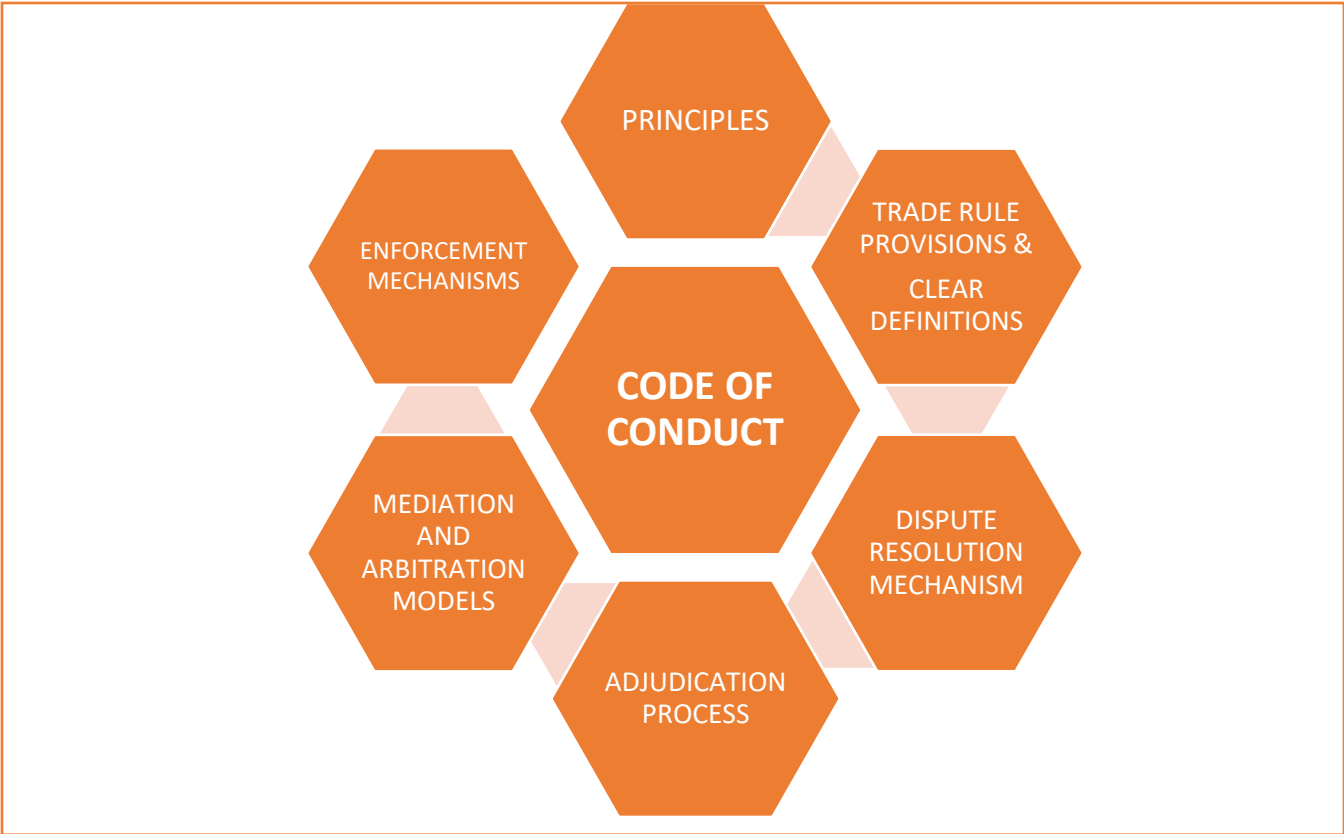 PRINCIPLES
TRADE RULE
PROVISIONS &
CLEAR
DEFINITIONS
ENFORCEMENT
MECHANISMS
CODE OF
CONDUCT
DISPUTE
RESOLUTION
MECHANISM
MEDIATION
AND
ARBITRATION
MODELS
ADJUDICATION
PROCESS